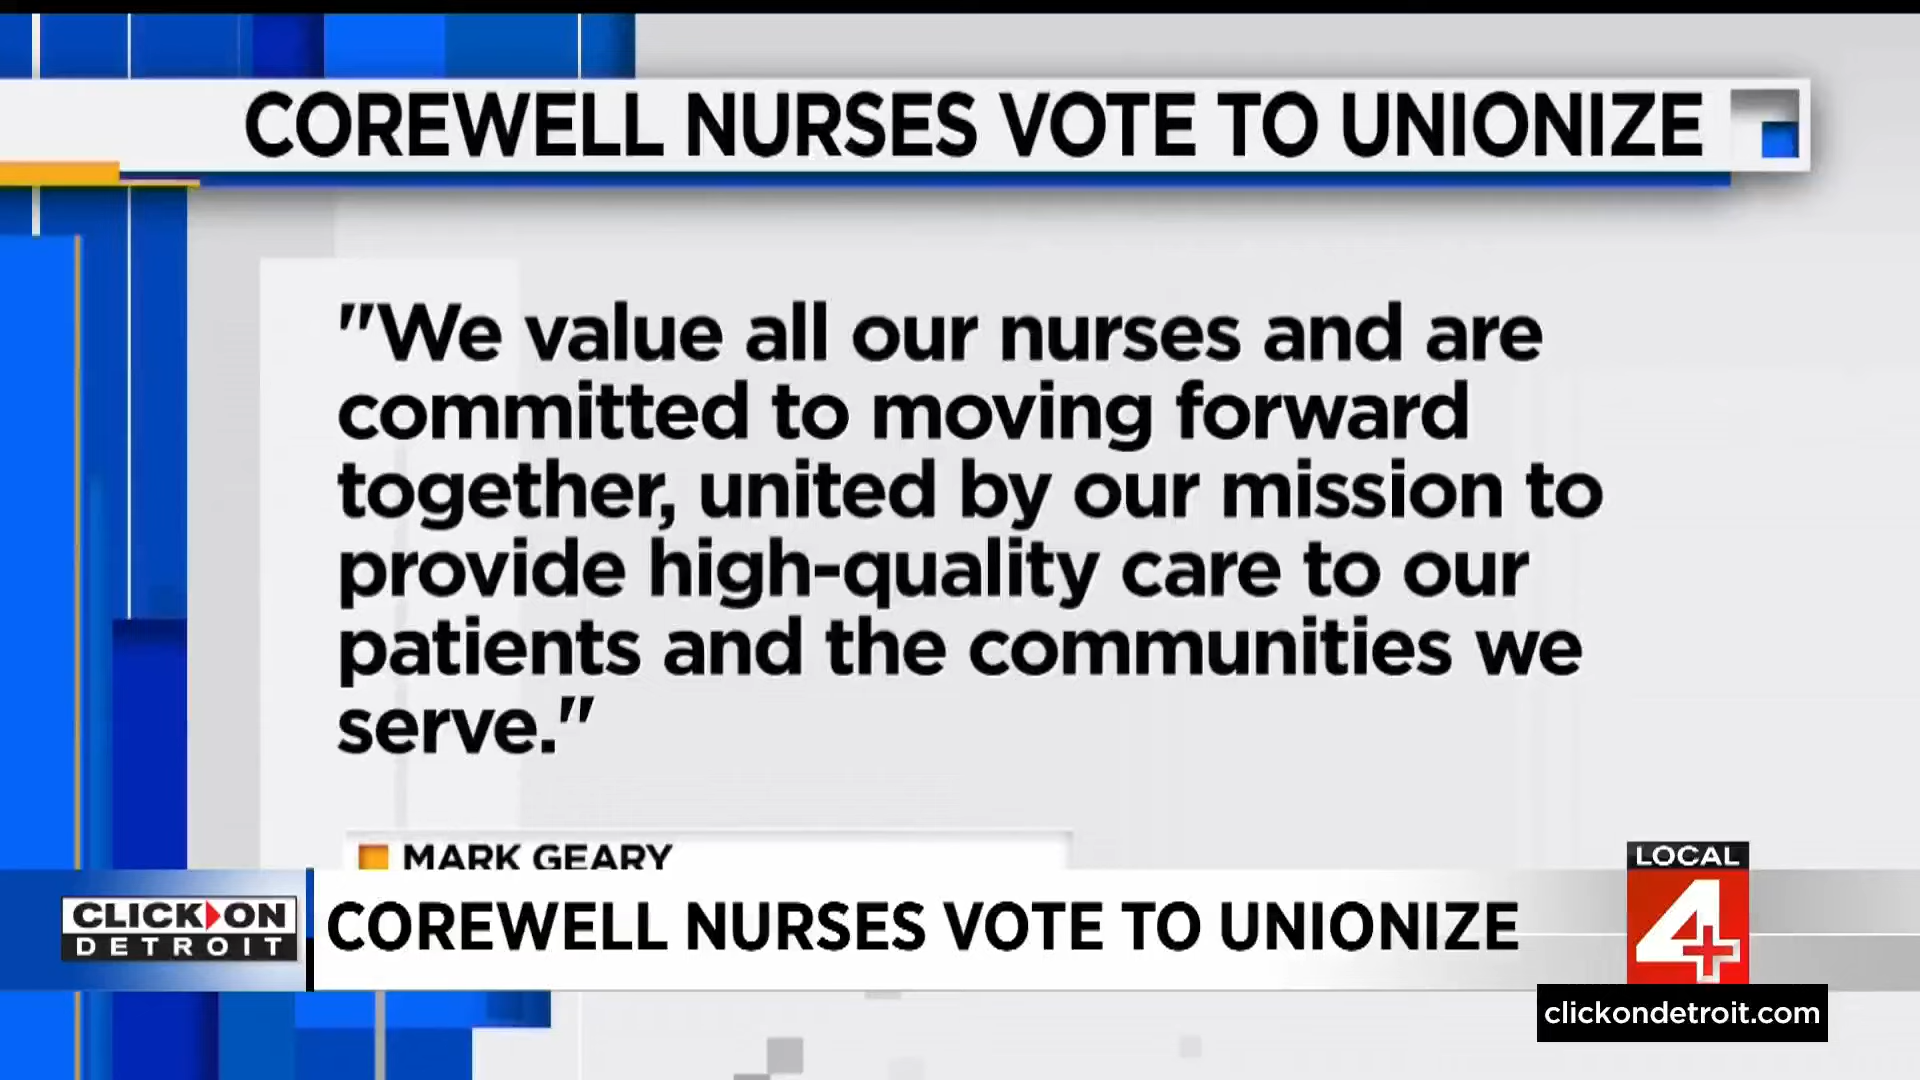 COREWELL NURSES VOTE TO UNIONIZE
"We value all our nurses and are
committed to moving forward
together, united by our mission to
provide high-quality care to our
patients and the communities we
serve."
MARK GEARY
CLICK ON
DETROIT
COREWELL NURSES VOTE TO UNIONIZE
LOCAL
4+
clickondetroit.com